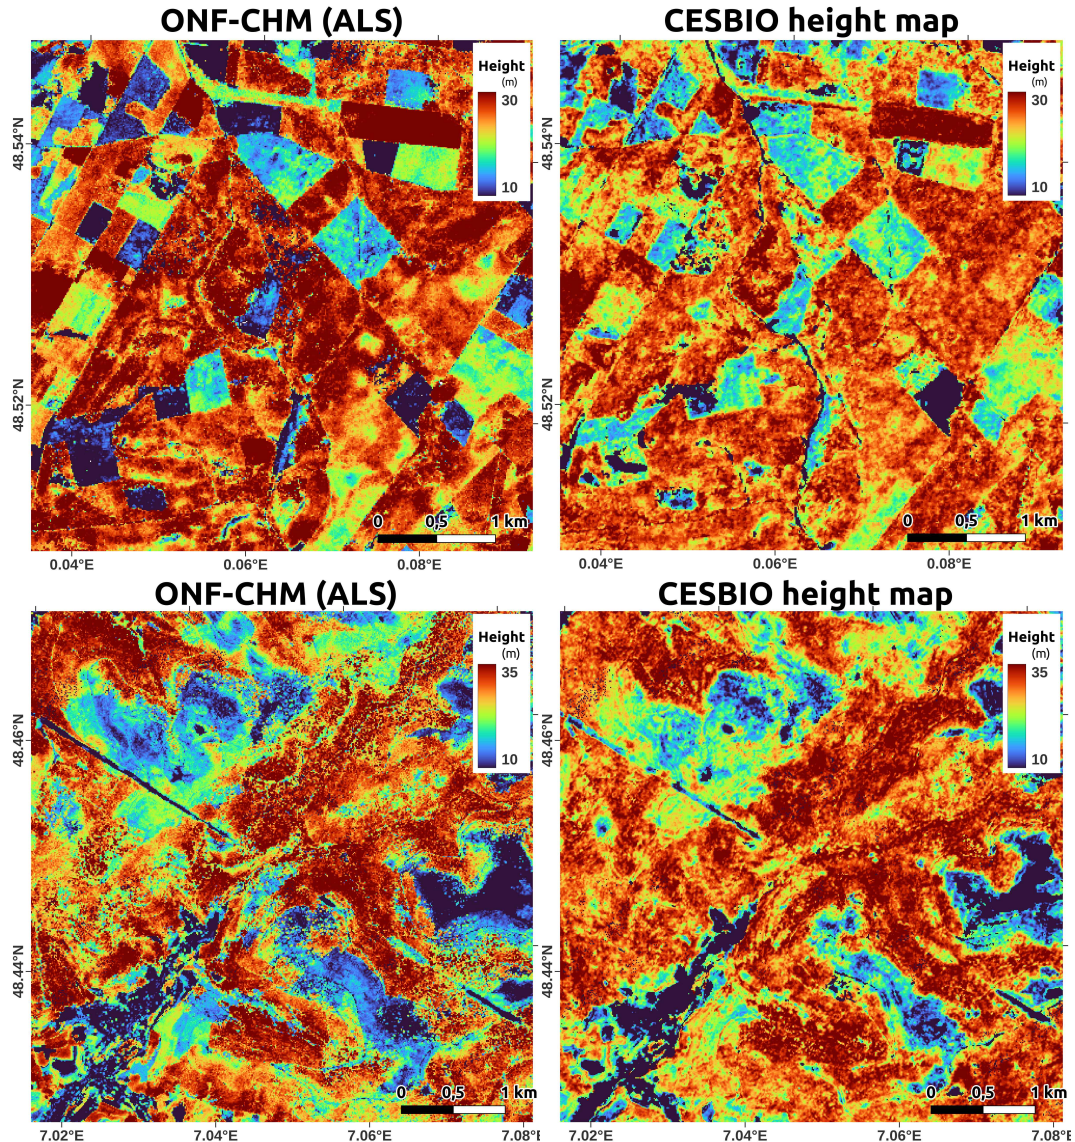 ONF-CHM (ALS)
CESBIO height map
Height
(m)
30
10
Height
(m)
30
10
48.54°N
48.52°N
48.54°N
48.52°N
0 0,5 1 km
0 0,5 1 km
0.04°E 0.06°E 0.08°E
0.04°E 0.06°E 0.08°E
ONF-CHM (ALS)
CESBIO height map
Height
(m)
35
10
Height
(m)
35
10
48.46°N
48.44°N
48.46°N
48.44°N
0 0,5 1 km
0 0,5 1 km
7.02°E 7.04°E 7.06°E 7.08°E
7.02°E 7.04°E 7.06°E 7.08°E